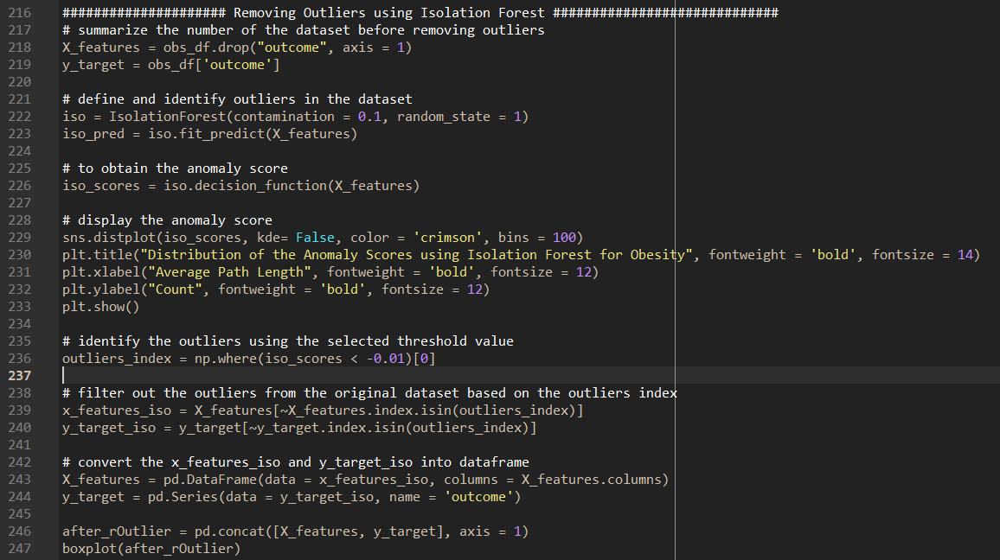 216 ##################### Removing Outliers using Isolation Forest #############################
217 # summarize the number of the dataset before removing outliers
218 X_features = obs_df.drop("outcome", axis = 1)
219 y_target = obs_df['outcome']
220
221 # define and identify outliers in the dataset
222 iso = IsolationForest(contamination = 0.1, random_state = 1)
223 iso_pred = iso.fit_predict(X_features)
224
225 # to obtain the anomaly score
226 iso_scores = iso.decision_function(X_features)
227
228 # display the anomaly score
229 sns.distplot(iso_scores, kde= False, color = 'crimson', bins = 100)
230 plt.title("Distribution of the Anomaly Scores using Isolation Forest for Obesity", fontweight = 'bold', fontsize = 14)
231 plt.xlabel("Average Path Length", fontweight = 'bold', fontsize = 12)
232 plt.ylabel("Count", fontweight = 'bold', fontsize = 12)
233 plt.show()
234
235 # identify the outliers using the selected threshold value
236 outliers_index = np.where(iso_scores < -0.01)[0]
237
238 # filter out the outliers from the original dataset based on the outliers index
239 x_features_iso = X_features[~X_features.index.isin(outliers_index)]
240 y_target_iso = y_target[~y_target.index.isin(outliers_index)]
241
242 # convert the x_features_iso and y_target_iso into dataframe
243 X_features = pd.DataFrame(data = x_features_iso, columns = X_features.columns)
244 y_target = pd.Series(data = y_target_iso, name = 'outcome')
245
246 after_rOutlier = pd.concat([X_features, y_target], axis = 1)
247 boxplot(after_rOutlier)